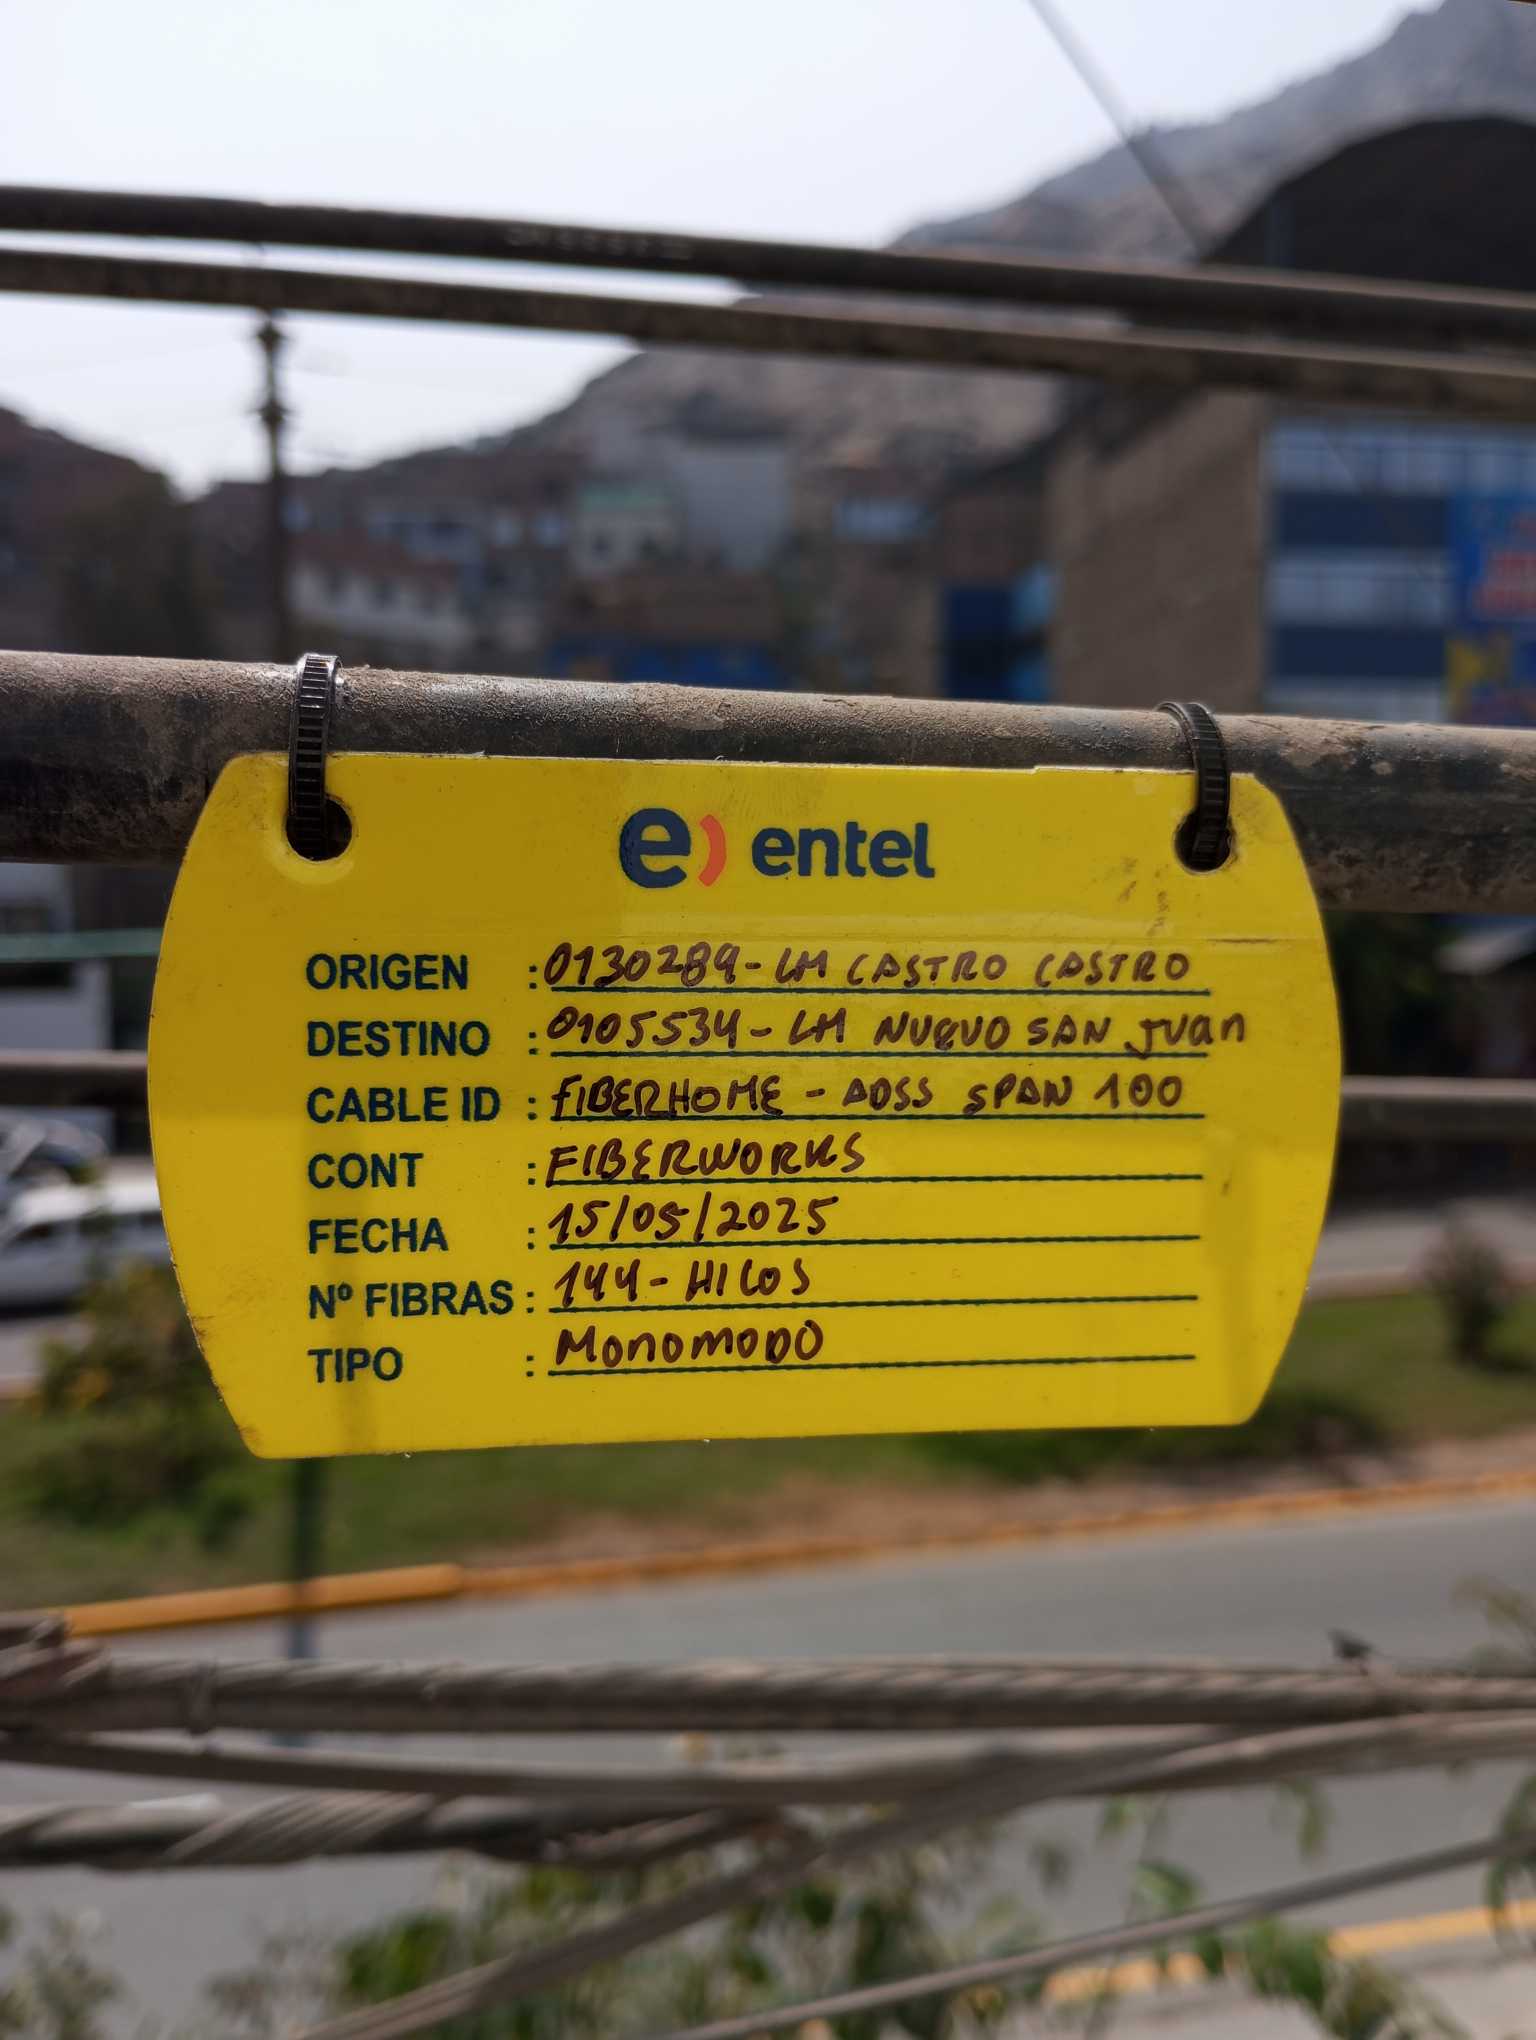 e) entel
ORIGEN : 0130289-LM CASTRO CASTRO
DESTINO : 0105534-LM NUEVO SAN JUAN
CABLE ID : FIBERHOME - ADSS SPAN 100
CONT : FIBERWORKS
FECHA : 15/05/2025
Nº FIBRAS : 144-HILOS
TIPO : MONOMODO